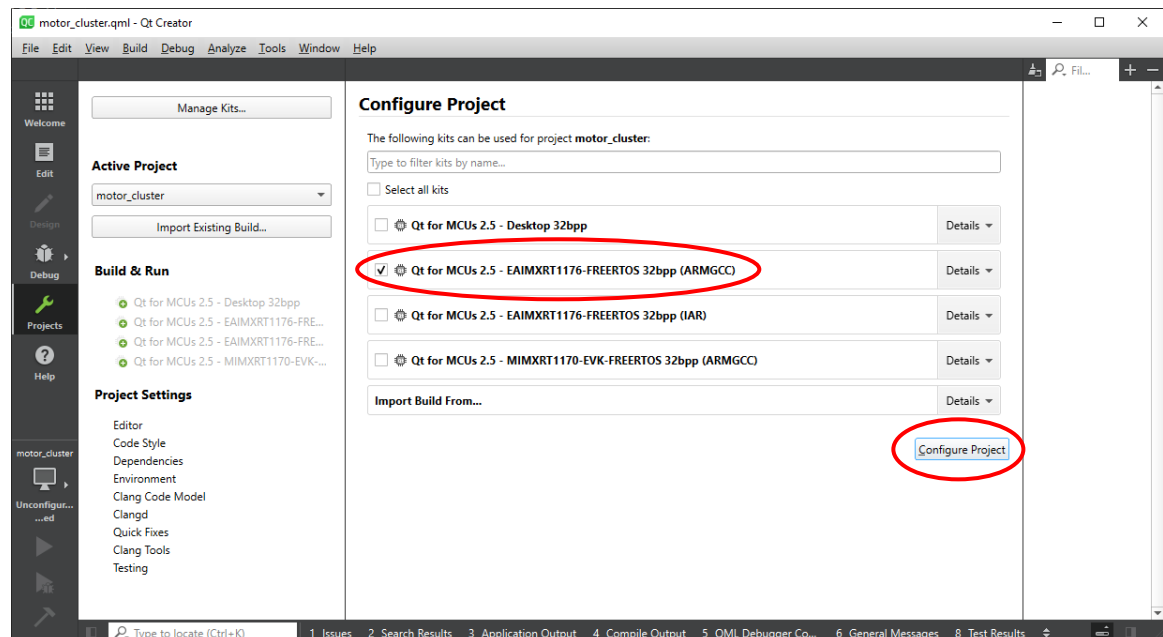 QC motor_cluster.qml - Qt Creator
File Edit View Build Debug Analyze Tools Window Help
Fil...
Welcome
Edit
Design
Debug
Projects
Help
motor_cluster
Unconfigur...
...ed
Manage Kits...
Active Project
motor_cluster
Import Existing Build...
Build & Run
Qt for MCUs 2.5 - Desktop 32bpp
Qt for MCUs 2.5 - EAIMXRT1176-FRE...
Qt for MCUs 2.5 - EAIMXRT1176-FRE...
Qt for MCUs 2.5 - MIMXRT1170-EVK-...
Project Settings
Editor
Code Style
Dependencies
Environment
Clang Code Model
Clangd
Quick Fixes
Clang Tools
Testing
Configure Project
The following kits can be used for project motor_cluster:
Type to filter kits by name...
Select all kits
Qt for MCUs 2.5 - Desktop 32bpp Details
Qt for MCUs 2.5 - EAIMXRT1176-FREERTOS 32bpp (ARMGCC) Details
Qt for MCUs 2.5 - EAIMXRT1176-FREERTOS 32bpp (IAR) Details
Qt for MCUs 2.5 - MIMXRT1170-EVK-FREERTOS 32bpp (ARMGCC) Details
Import Build From... Details
Configure Project
Type to locate (Ctrl+K) 1 Issues 2 Search Results 3 Application Output 4 Compile Output 5 QML Debugger Co... 6 General Messages 8 Test Results